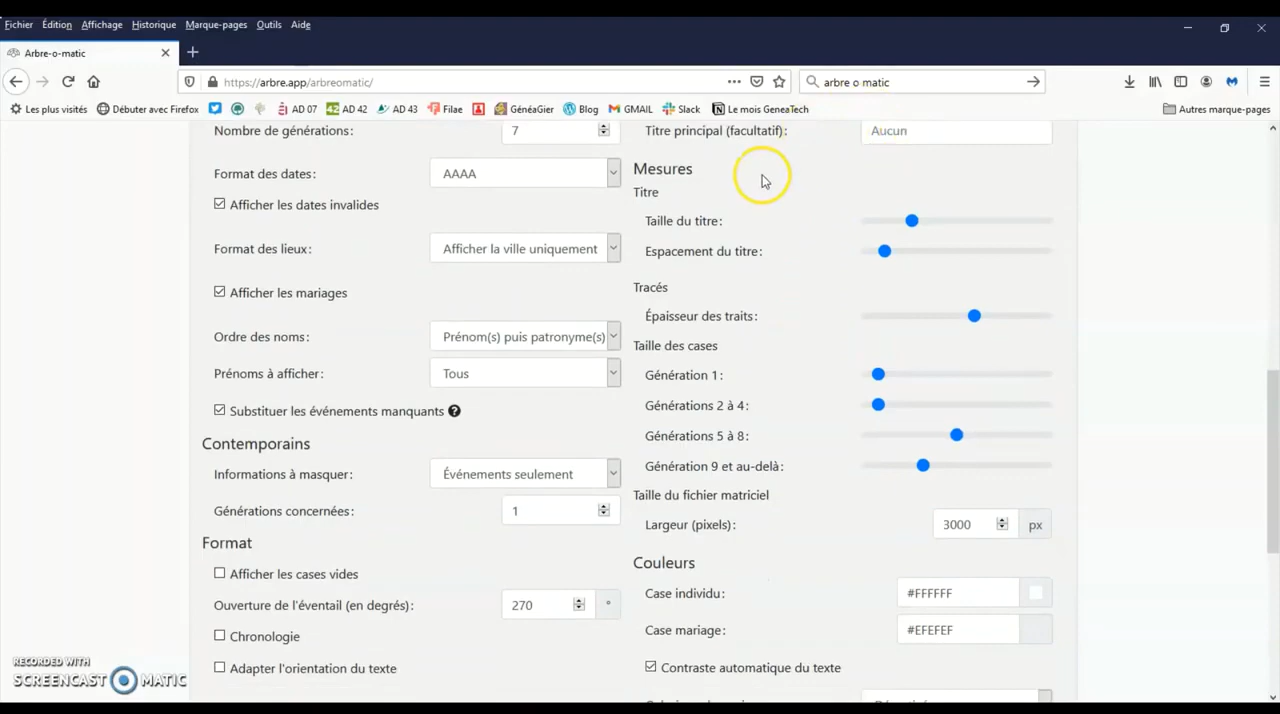 Fichier Édition Affichage Historique Marque-pages Outils Aide
Arbre-o-matic
https://arbre.app/arbreomatic/
arbre o matic
Les plus visités Débuter avec Firefox AD 07 AD 42 AD 43 Filae GénéaGier Blog GMAIL Slack Le mois GeneaTech Autres marque-pages
Nombre de générations: 7
Format des dates: AAAA
Afficher les dates invalides
Format des lieux: Afficher la ville uniquement
Afficher les mariages
Ordre des noms: Prénom(s) puis patronyme(s)
Prénoms à afficher: Tous
Substituer les événements manquants ?
Contemporains
Informations à masquer: Événements seulement
Générations concernées: 1
Format
Afficher les cases vides
Ouverture de l'éventail (en degrés): 270 °
Chronologie
Adapter l'orientation du texte
Titre principal (facultatif): Aucun
Mesures
Titre
Taille du titre:
Espacement du titre:
Tracés
Épaisseur des traits:
Taille des cases
Génération 1:
Générations 2 à 4:
Générations 5 à 8:
Génération 9 et au-delà:
Taille du fichier matriciel
Largeur (pixels): 3000 px
Couleurs
Case individu: #FFFFFF
Case mariage: #EFEFEF
Contraste automatique du texte
RECORDED WITH
SCREENCAST MATIC